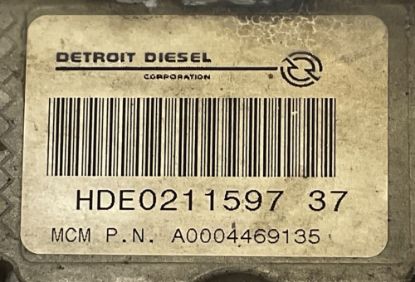 DETROIT DIESEL
CORPORATION ®
HDE0211597 37
MCM P.N. A0004469135